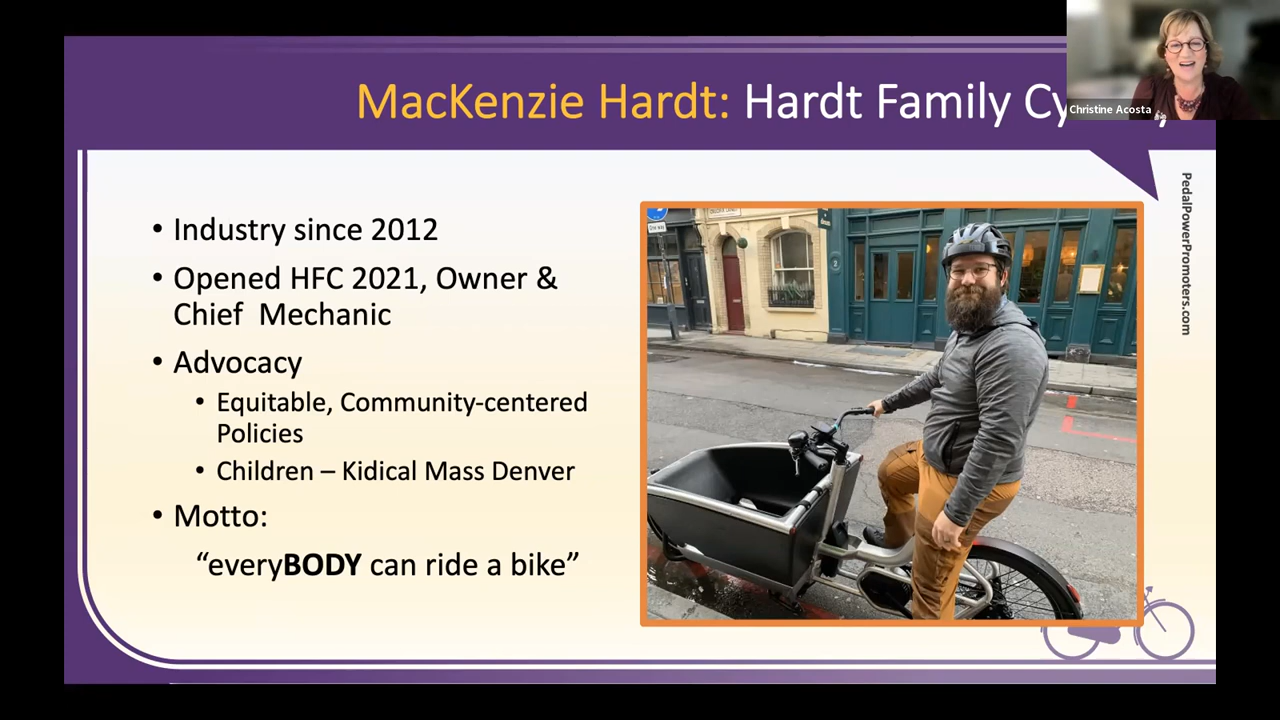 MacKenzie Hardt: Hardt Family
Christine Acosta
PedalPowerPromoters.com
• Industry since 2012
• Opened HFC 2021, Owner &
Chief Mechanic
• Advocacy
• Equitable, Community-centered
Policies
• Children – Kidical Mass Denver
• Motto:
“everyBODY can ride a bike”